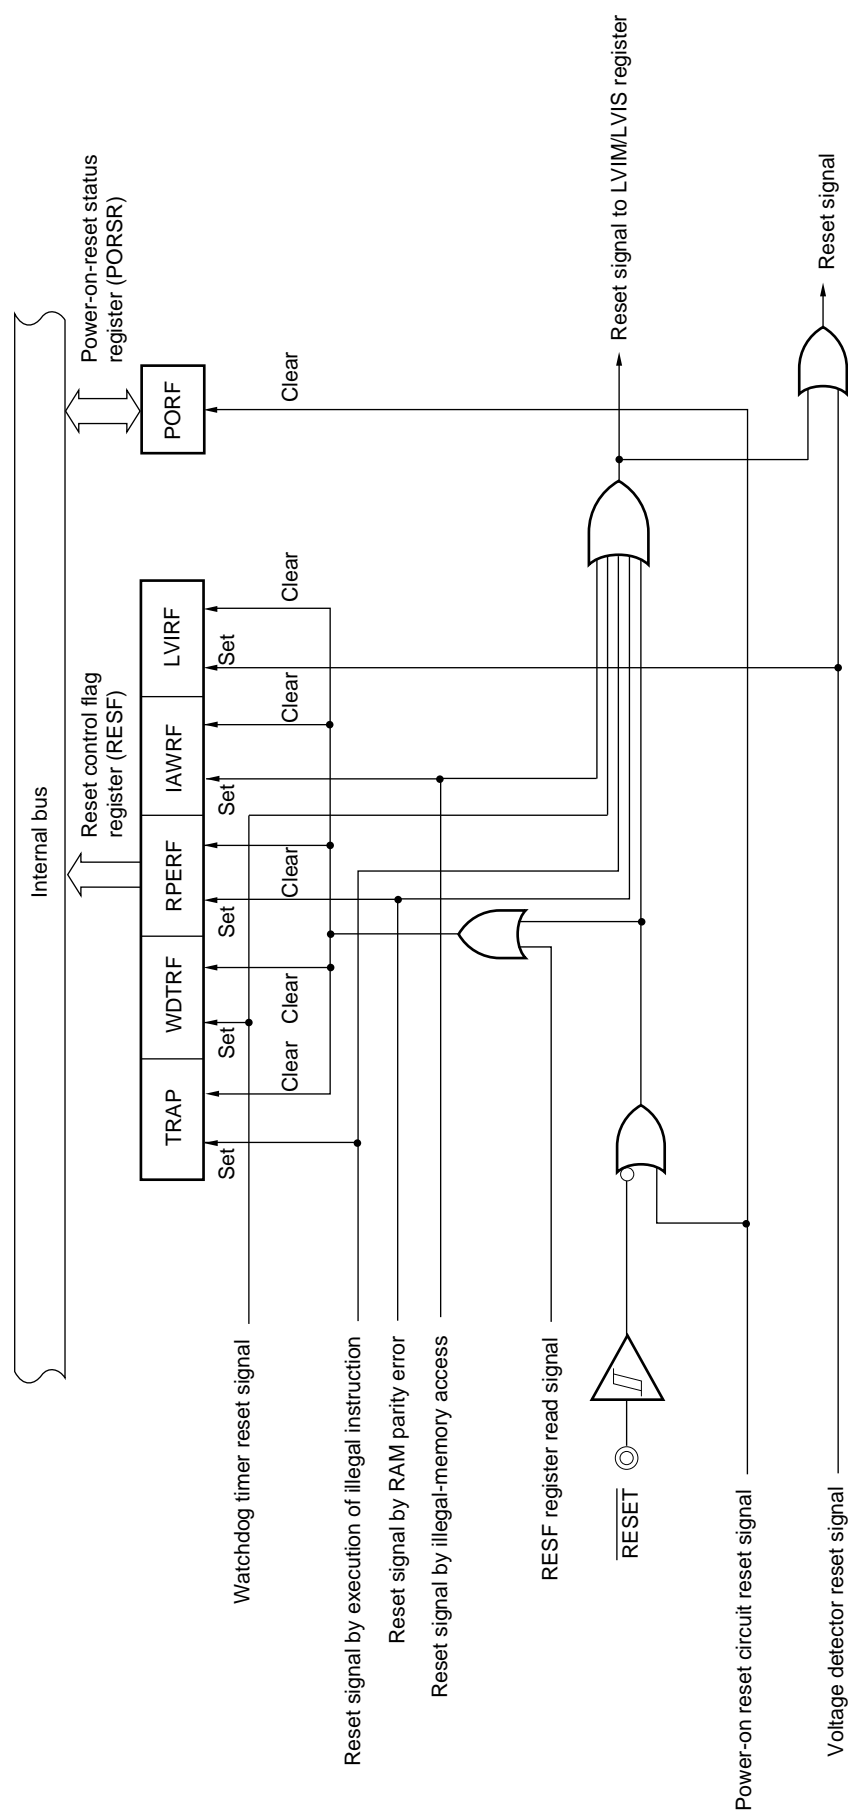 Internal bus
Reset control flag
register (RESF)
Power-on-reset status
register (PORSR)
TRAP
WDTRF
RPERF
IAWRF
LVIRF
PORF
Set
Clear
Set
Clear
Set
Clear
Set
Clear
Set
Clear
Clear
Watchdog timer reset signal
Reset signal by execution of illegal instruction
Reset signal by RAM parity error
Reset signal by illegal-memory access
RESF register read signal
RESET
Reset signal to LVIM/LVIS register
Power-on reset circuit reset signal
Voltage detector reset signal
Reset signal